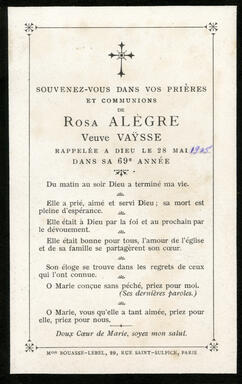 SOUVENEZ-VOUS DANS VOS PRIÈRES
ET COMMUNIONS
DE
ROSA ALÈGRE
Veuve VAŸSSE
RAPPELÉE A DIEU LE 28 MAI 1925
DANS SA 69e ANNÉE
Du matin au soir Dieu a terminé ma vie.
Elle a prié, aimé et servi Dieu; sa mort est
pleine d'espérance.
Elle était à Dieu par la foi et au prochain par
le dévouement.
Elle était bonne pour tous, l'amour de l'église
et de sa famille se partagèrent son cœur.
Son éloge se trouve dans les regrets de ceux
qui l'ont connue.
O Marie conçue sans péché, priez pour moi.
(Ses dernières paroles.)
O Marie, vous qu'elle a tant aimée, priez pour
elle, priez pour nous.
Doux Cœur de Marie, soyez mon salut.
Mon BOUASSE-LEBEL, 29, RUE SAINT-SULPICE, PARIS